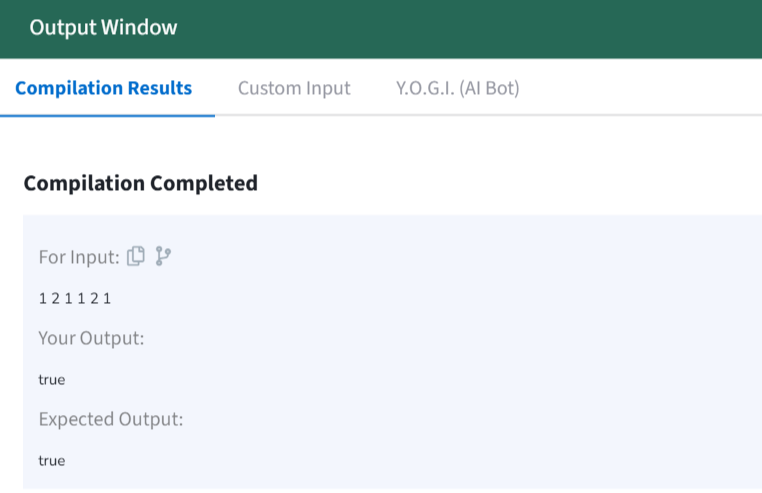 Output Window
Compilation Results Custom Input Y.O.G.I. (AI Bot)
Compilation Completed
For Input:
1 2 1 1 2 1
Your Output:
true
Expected Output:
true